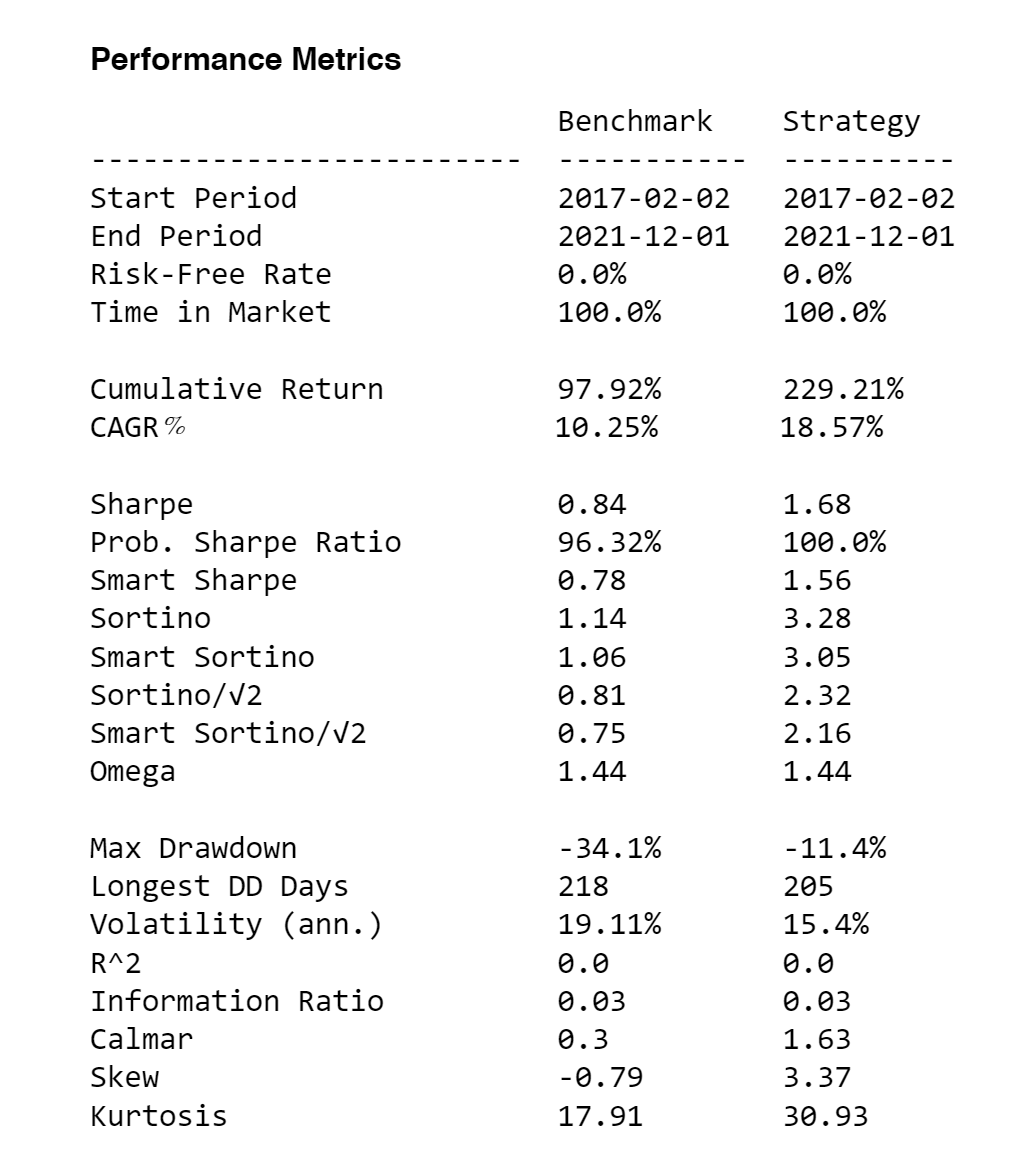 Performance Metrics
Benchmark Strategy
------------------------- ----------- ----------
Start Period 2017-02-02 2017-02-02
End Period 2021-12-01 2021-12-01
Risk-Free Rate 0.0% 0.0%
Time in Market 100.0% 100.0%
Cumulative Return 97.92% 229.21%
CAGR% 10.25% 18.57%
Sharpe 0.84 1.68
Prob. Sharpe Ratio 96.32% 100.0%
Smart Sharpe 0.78 1.56
Sortino 1.14 3.28
Smart Sortino 1.06 3.05
Sortino/√2 0.81 2.32
Smart Sortino/√2 0.75 2.16
Omega 1.44 1.44
Max Drawdown -34.1% -11.4%
Longest DD Days 218 205
Volatility (ann.) 19.11% 15.4%
R^2 0.0 0.0
Information Ratio 0.03 0.03
Calmar 0.3 1.63
Skew -0.79 3.37
Kurtosis 17.91 30.93